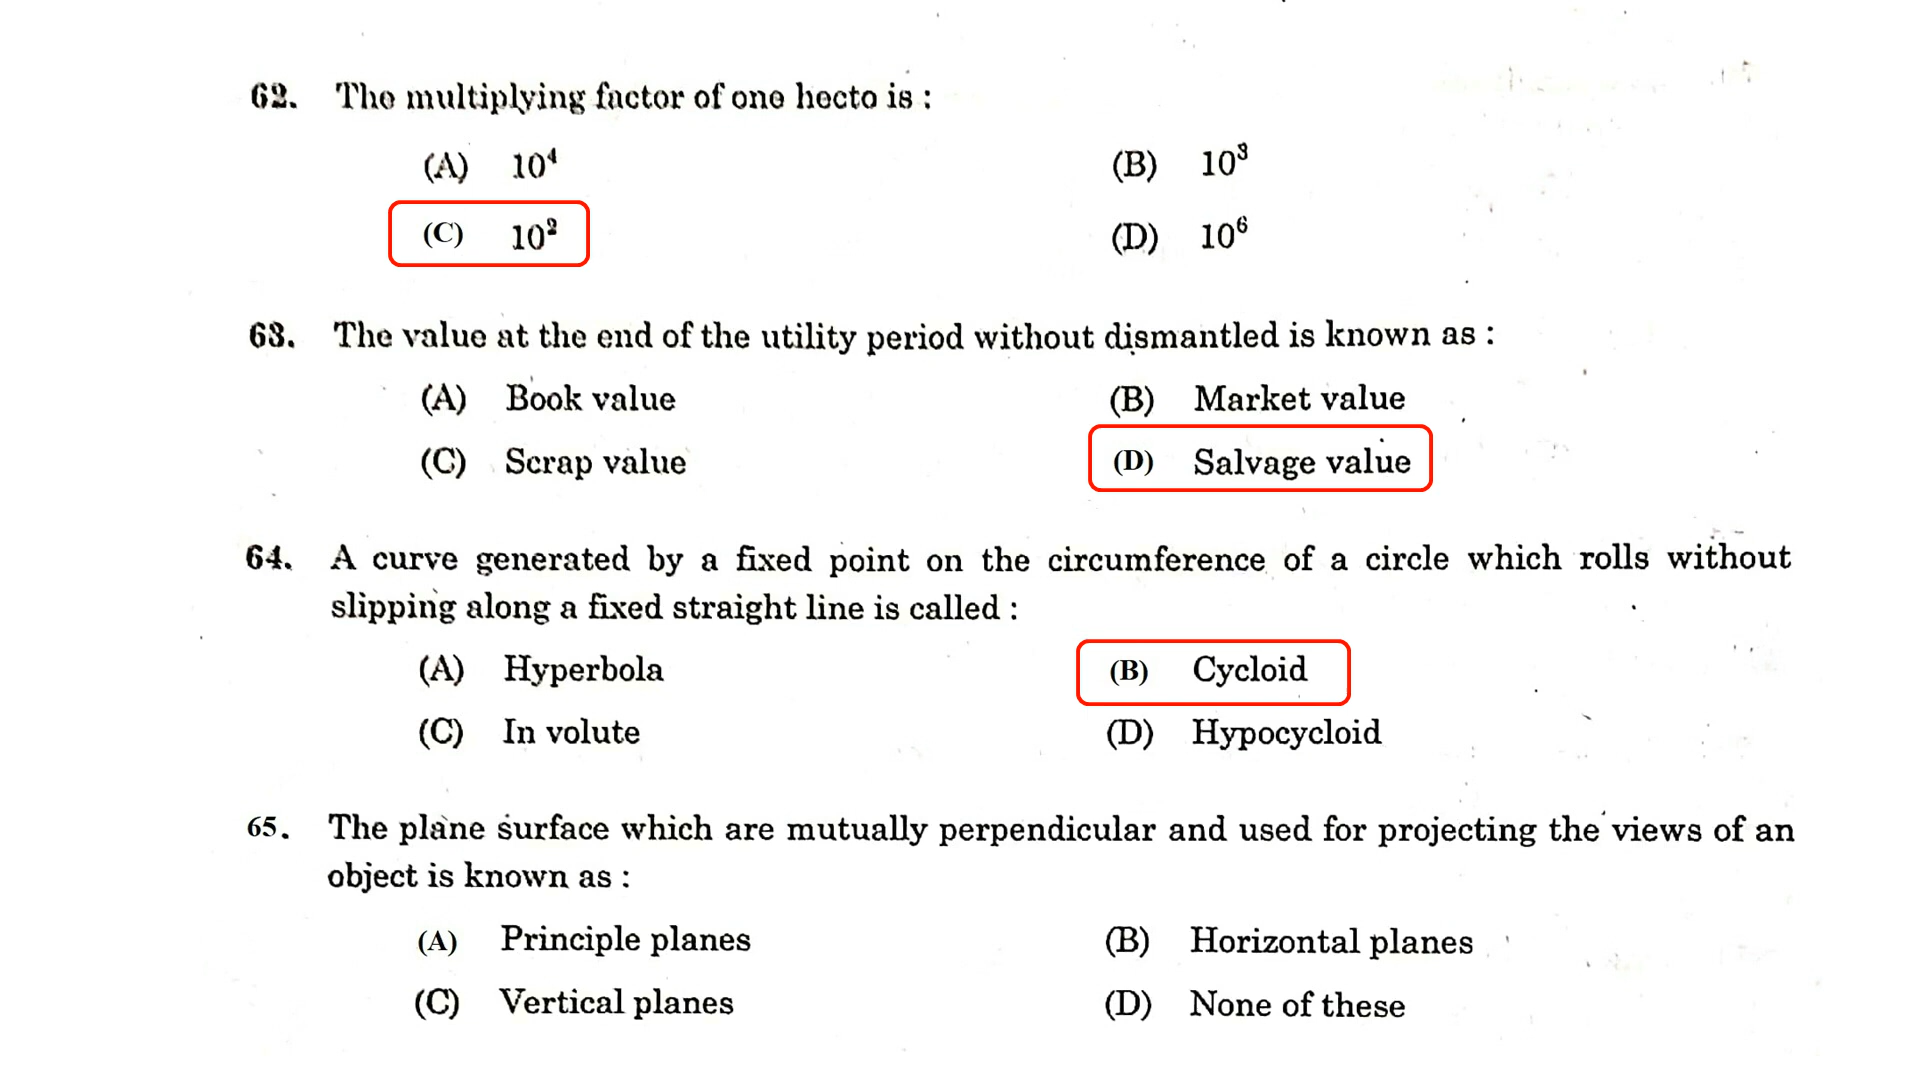 62. The multiplying factor of one hecto is :
(A) 10⁴ (B) 10³
(C) 10² (D) 10⁶
63. The value at the end of the utility period without dismantled is known as :
(A) Book value (B) Market value
(C) Scrap value (D) Salvage value
64. A curve generated by a fixed point on the circumference of a circle which rolls without
slipping along a fixed straight line is called :
(A) Hyperbola (B) Cycloid
(C) In volute (D) Hypocycloid
65. The plane surface which are mutually perpendicular and used for projecting the views of an
object is known as :
(A) Principle planes (B) Horizontal planes
(C) Vertical planes (D) None of these